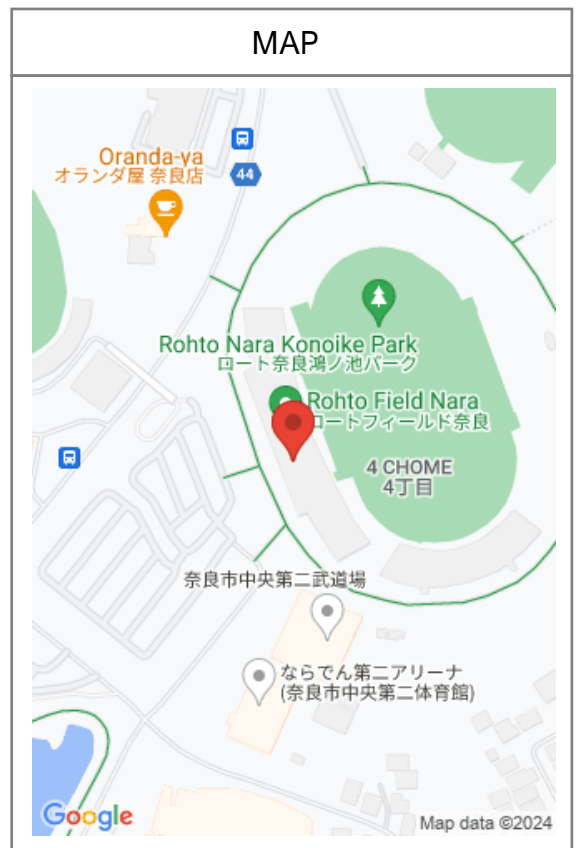 MAP
Oranda-ya
オランダ屋 奈良店
44
Rohto Nara Konoike Park
ロート奈良鴻ノ池パーク
Rohto Field Nara
ロートフィールド奈良
4 CHOME
4丁目
奈良市中央第二武道場
ならでん第二アリーナ
(奈良市中央第二体育館)
Google
Map data ©2024